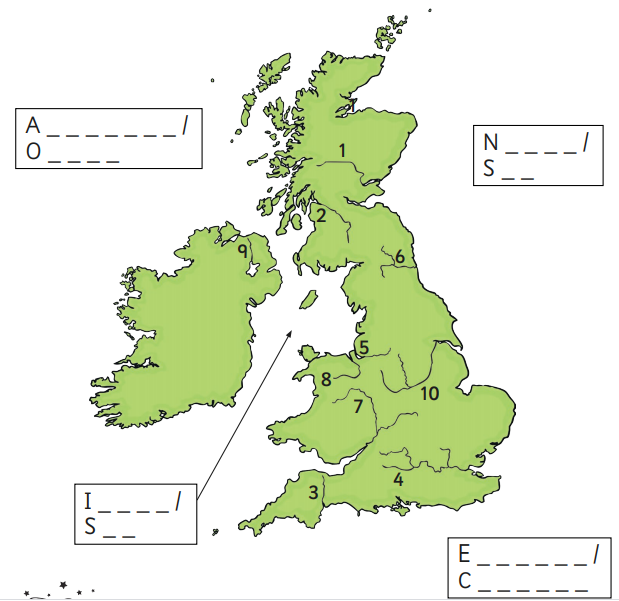 A _ _ _ _ _ _ _ /
O _ _ _ _
N _ _ _ _ /
S _ _
1
2
9
6
5
8
10
7
4
3
I _ _ _ _ /
S _ _
E _ _ _ _ _ _ /
C _ _ _ _ _ _